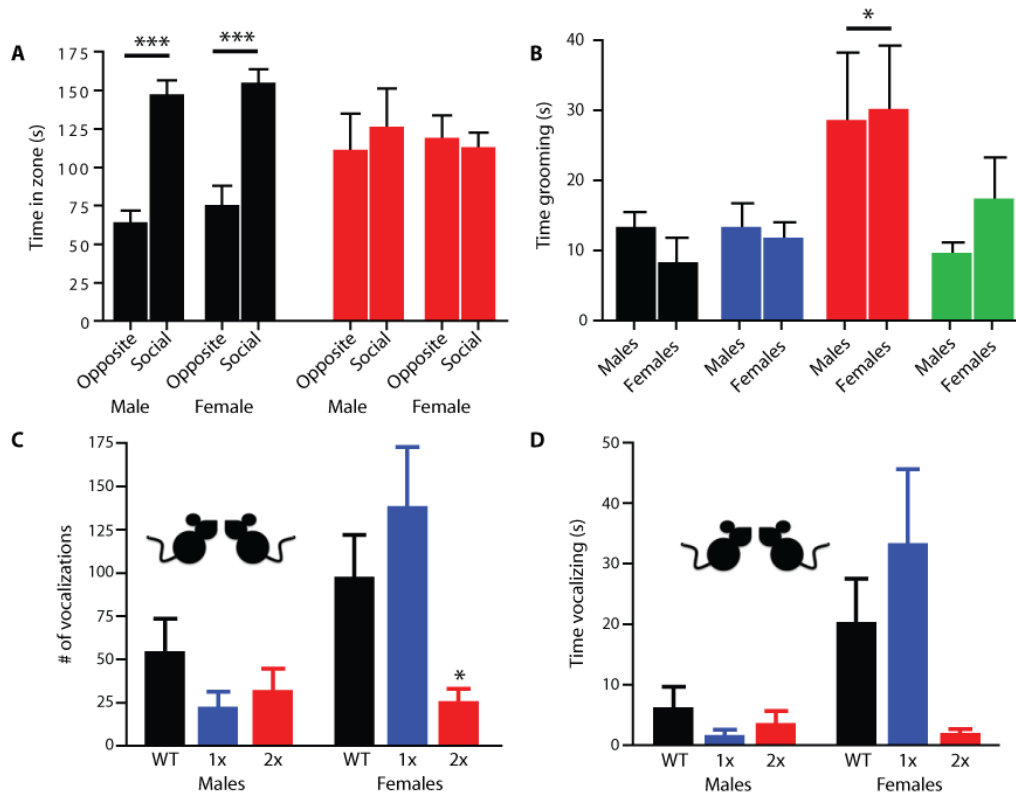 A
Time in zone (s)
175
150
125
100
75
50
25
0
*** ***
Opposite Social Opposite Social Opposite Social Opposite Social
Male Female Male Female
B
Time grooming (s)
40
30
20
10
0
*
Males Females Males Females Males Females Males Females
C
# of vocalizations
175
150
125
100
75
50
25
0
*
WT 1x 2x WT 1x 2x
Males Females
D
Time vocalizing (s)
50
40
30
20
10
0
WT 1x 2x WT 1x 2x
Males Females